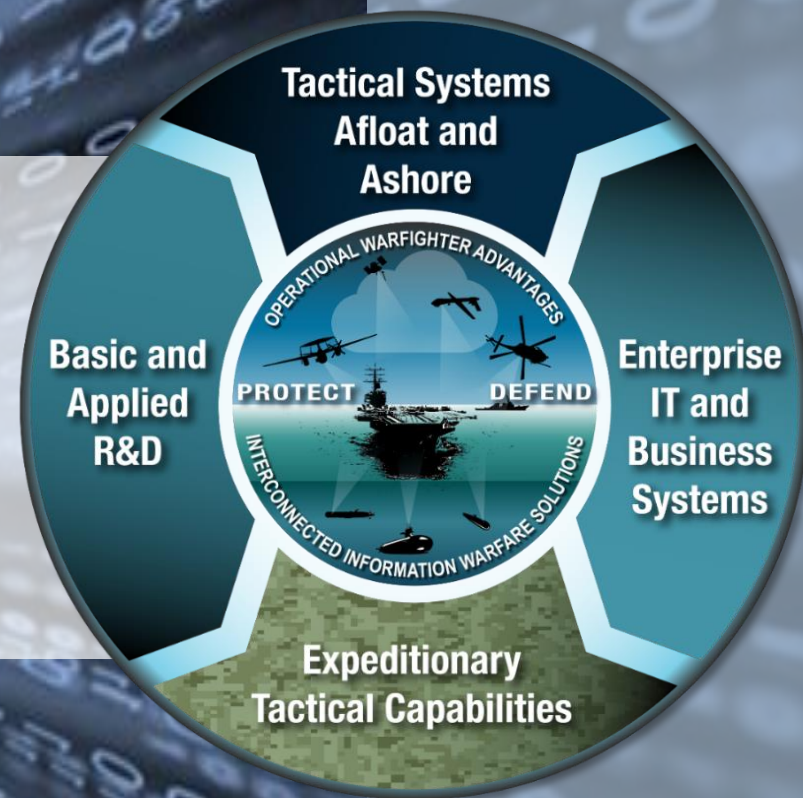 Tactical Systems
Afloat and
Ashore
Basic and
Applied
R&D
OPERATIONAL WARFIGHTER ADVANTAGES
PROTECT
DEFEND
INTERCONNECTED INFORMATION WARFARE SOLUTIONS
Enterprise
IT and
Business
Systems
Expeditionary
Tactical Capabilities